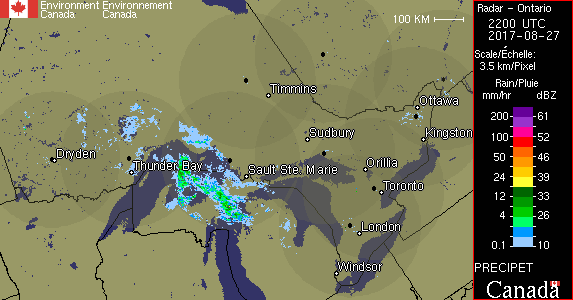 Environment Environnement
Canada Canada
100 KM
Timmins
Ottawa
Sudbury
Kingston
Dryden
Thunder Bay
Sault Ste. Marie
Orillia
Toronto
London
Windsor
Radar - Ontario
2200 UTC
2017-08-27
Scale/Échelle:
3.5 km/Pixel
Rain/Pluie
mm/hr dBZ
200 61
100 52
50 46
24 39
12 33
4 26
0.1 10
PRECIPET
Canada